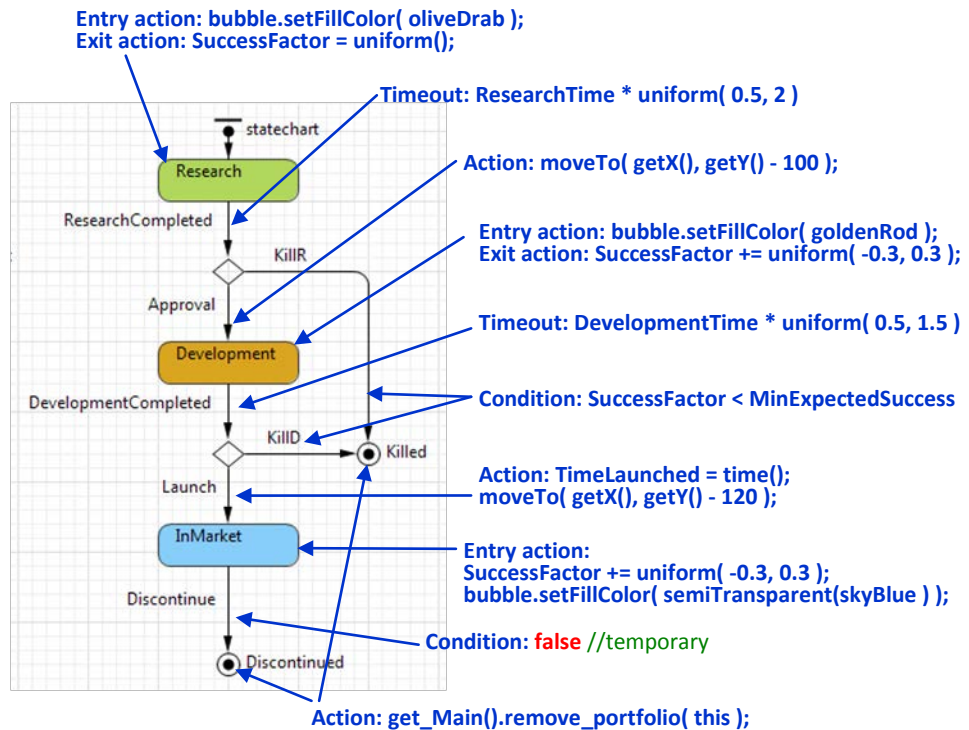 Entry action: bubble.setFillColor( oliveDrab );
Exit action: SuccessFactor = uniform();
Timeout: ResearchTime * uniform( 0.5, 2 )
statechart
Action: moveTo( getX(), getY() - 100 );
Research
ResearchCompleted
Entry action: bubble.setFillColor( goldenRod );
Exit action: SuccessFactor += uniform( -0.3, 0.3 );
KillR
Approval
Timeout: DevelopmentTime * uniform( 0.5, 1.5 )
Development
DevelopmentCompleted
Condition: SuccessFactor < MinExpectedSuccess
KillD
Killed
Launch
Action: TimeLaunched = time();
moveTo( getX(), getY() - 120 );
InMarket
Entry action:
SuccessFactor += uniform( -0.3, 0.3 );
bubble.setFillColor( semiTransparent(skyBlue ) );
Discontinue
Condition: false //temporary
Discontinued
Action: get_Main().remove_portfolio( this );